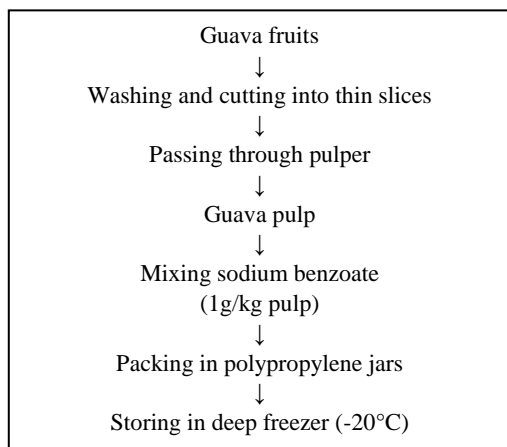 Guava fruits
↓
Washing and cutting into thin slices
↓
Passing through pulper
↓
Guava pulp
↓
Mixing sodium benzoate
(1g/kg pulp)
↓
Packing in polypropylene jars
↓
Storing in deep freezer (-20°C)